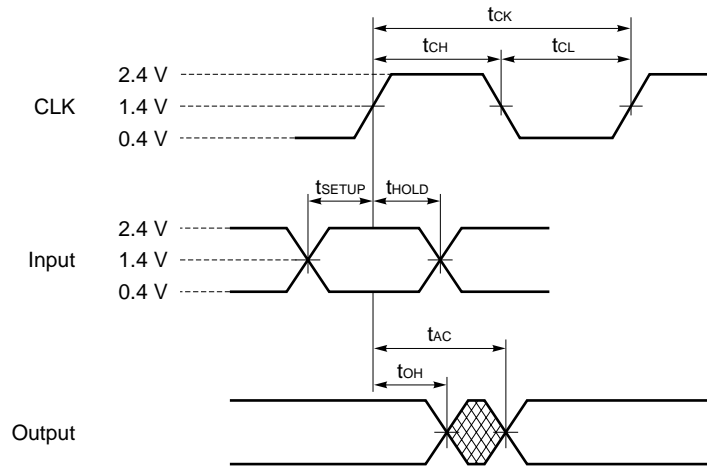 tCK
tCH tCL
2.4 V
CLK 1.4 V
0.4 V
tSETUP tHOLD
2.4 V
Input 1.4 V
0.4 V
tAC
tOH
Output